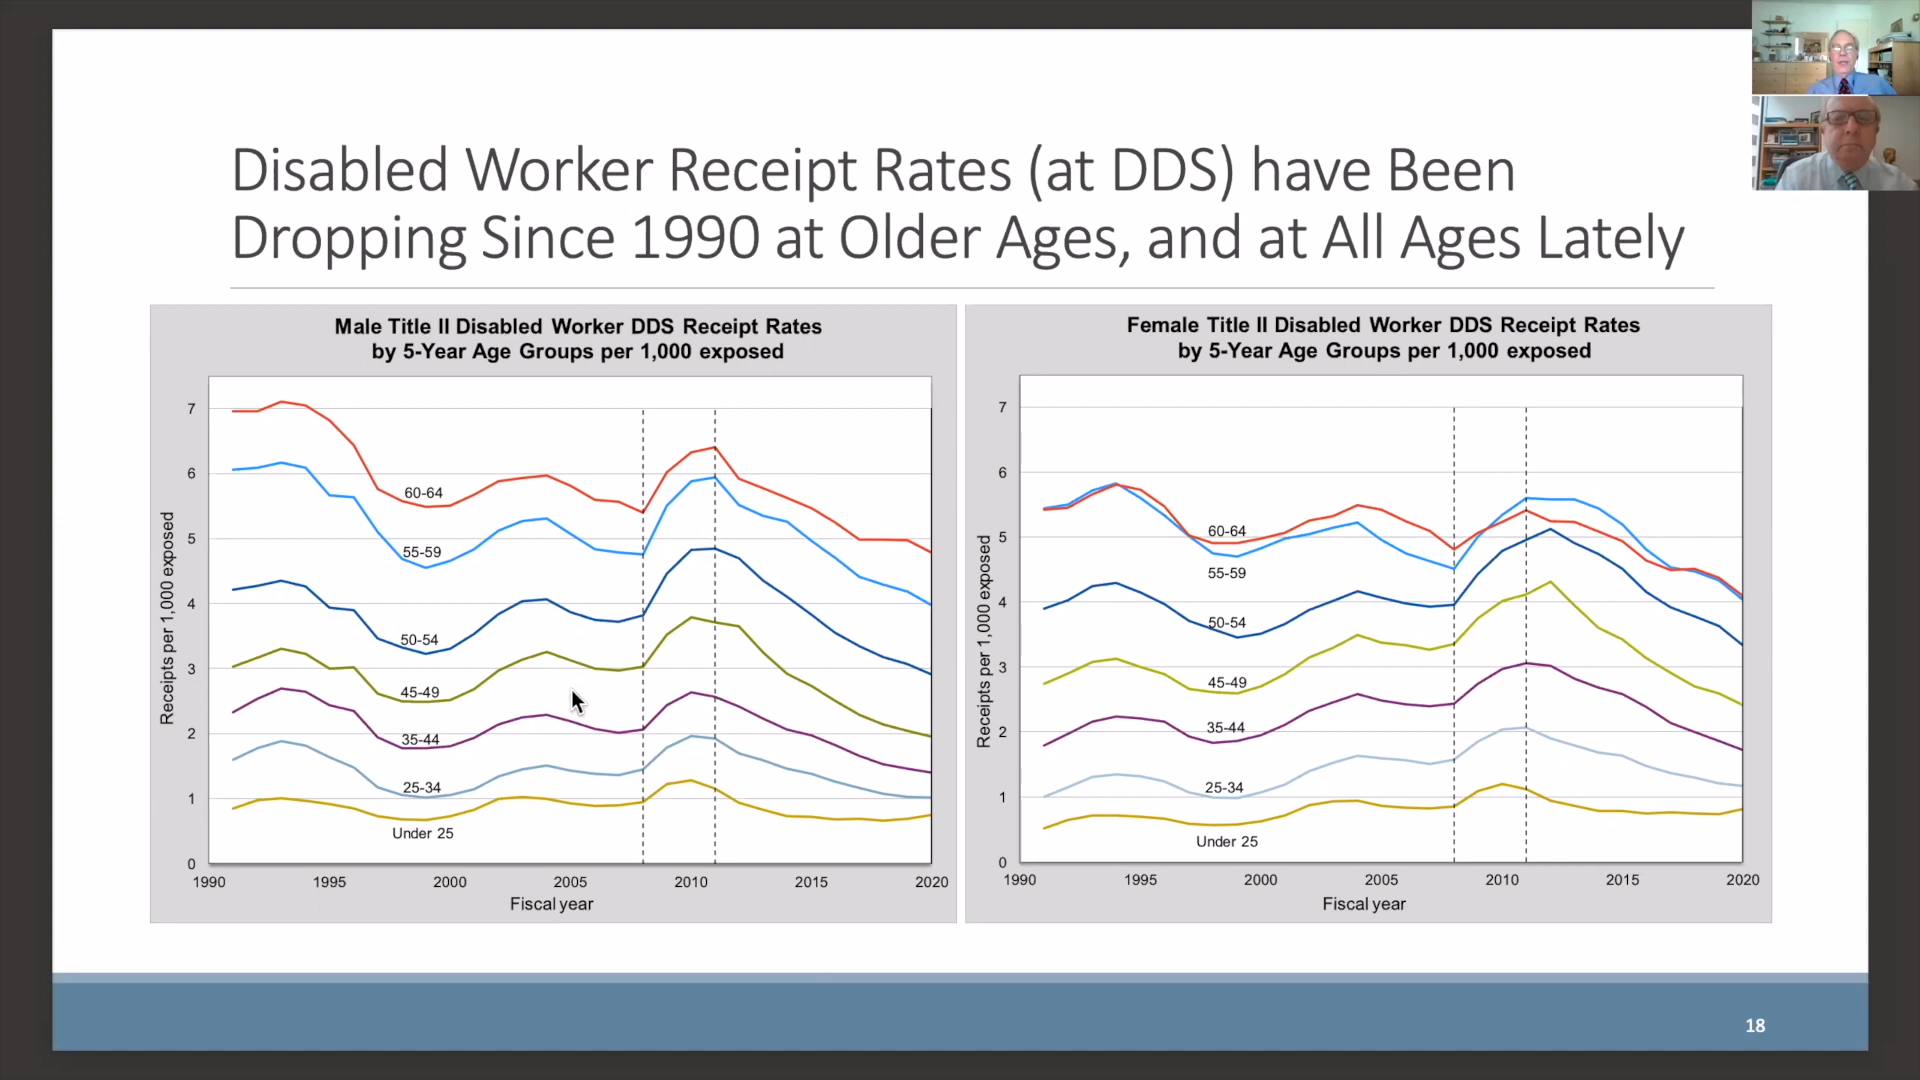 Disabled Worker Receipt Rates (at DDS) have Been
Dropping Since 1990 at Older Ages, and at All Ages Lately
Male Title II Disabled Worker DDS Receipt Rates
by 5-Year Age Groups per 1,000 exposed
Receipts per 1,000 exposed
7
6
5
4
3
2
1
0
60-64
55-59
50-54
45-49
35-44
25-34
Under 25
1990 1995 2000 2005 2010 2015 2020
Fiscal year
Female Title II Disabled Worker DDS Receipt Rates
by 5-Year Age Groups per 1,000 exposed
Receipts per 1,000 exposed
7
6
5
4
3
2
1
0
60-64
55-59
50-54
45-49
35-44
25-34
Under 25
1990 1995 2000 2005 2010 2015 2020
Fiscal year
18